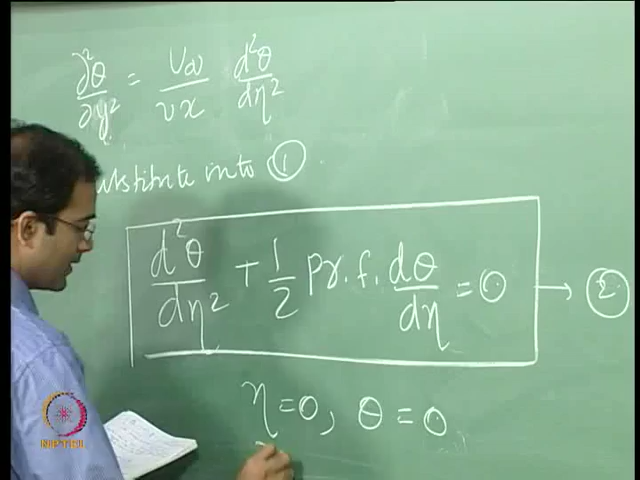 ∂²θ/∂y² = U∞/νx d²θ/dη²
ubstitute into ①.
d²θ/dη² + 1/2 Pr. f. dθ/dη = 0 → ②
η = 0, θ = 0
NPTEL